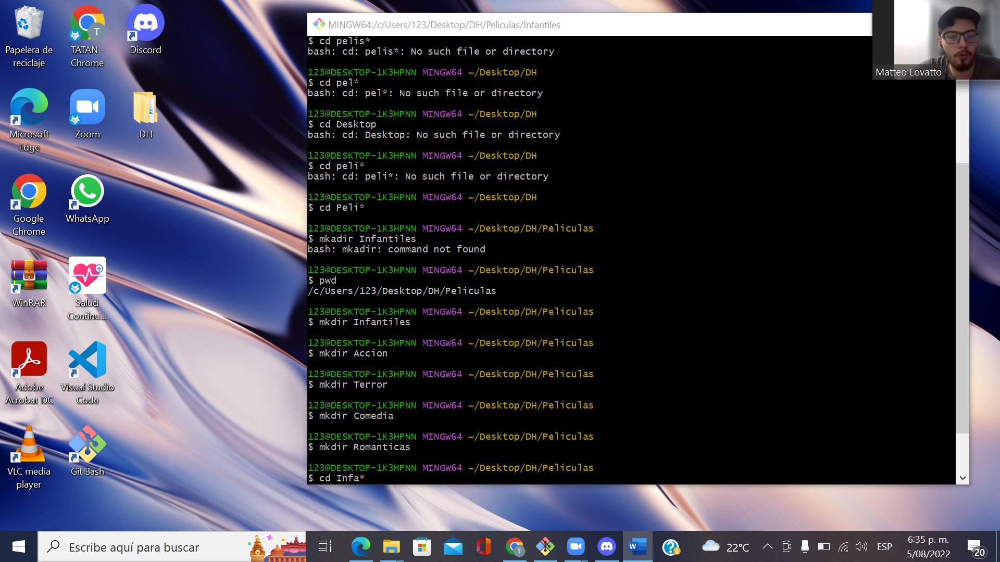 Papelera de
reciclaje
TATAN -
Chrome
T
Discord
Microsoft
Edge
Zoom
DH
Google
Chrome
WhatsApp
WinRAR
Salud
Continu...
Adobe
Acrobat DC
Visual Studio
Code
VLC media
player
Git Bash
MINGW64:/c/Users/123/Desktop/DH/Peliculas/Infantiles
$ cd pelis*
bash: cd: pelis*: No such file or directory
123@DESKTOP-1K3HPNN MINGW64 ~/Desktop/DH
$ cd pel*
bash: cd: pel*: No such file or directory
123@DESKTOP-1K3HPNN MINGW64 ~/Desktop/DH
$ cd Desktop
bash: cd: Desktop: No such file or directory
123@DESKTOP-1K3HPNN MINGW64 ~/Desktop/DH
$ cd peli*
bash: cd: peli*: No such file or directory
123@DESKTOP-1K3HPNN MINGW64 ~/Desktop/DH
$ cd Peli*
123@DESKTOP-1K3HPNN MINGW64 ~/Desktop/DH/Peliculas
$ mkadir Infantiles
bash: mkadir: command not found
123@DESKTOP-1K3HPNN MINGW64 ~/Desktop/DH/Peliculas
$ pwd
/c/Users/123/Desktop/DH/Peliculas
123@DESKTOP-1K3HPNN MINGW64 ~/Desktop/DH/Peliculas
$ mkdir Infantiles
123@DESKTOP-1K3HPNN MINGW64 ~/Desktop/DH/Peliculas
$ mkdir Accion
123@DESKTOP-1K3HPNN MINGW64 ~/Desktop/DH/Peliculas
$ mkdir Terror
123@DESKTOP-1K3HPNN MINGW64 ~/Desktop/DH/Peliculas
$ mkdir Comedia
123@DESKTOP-1K3HPNN MINGW64 ~/Desktop/DH/Peliculas
$ mkdir Romanticas
123@DESKTOP-1K3HPNN MINGW64 ~/Desktop/DH/Peliculas
$ cd Infa*
Matteo Lovatto
Escribe aquí para buscar
T
W
22°C
ESP
6:35 p. m.
5/08/2022
20